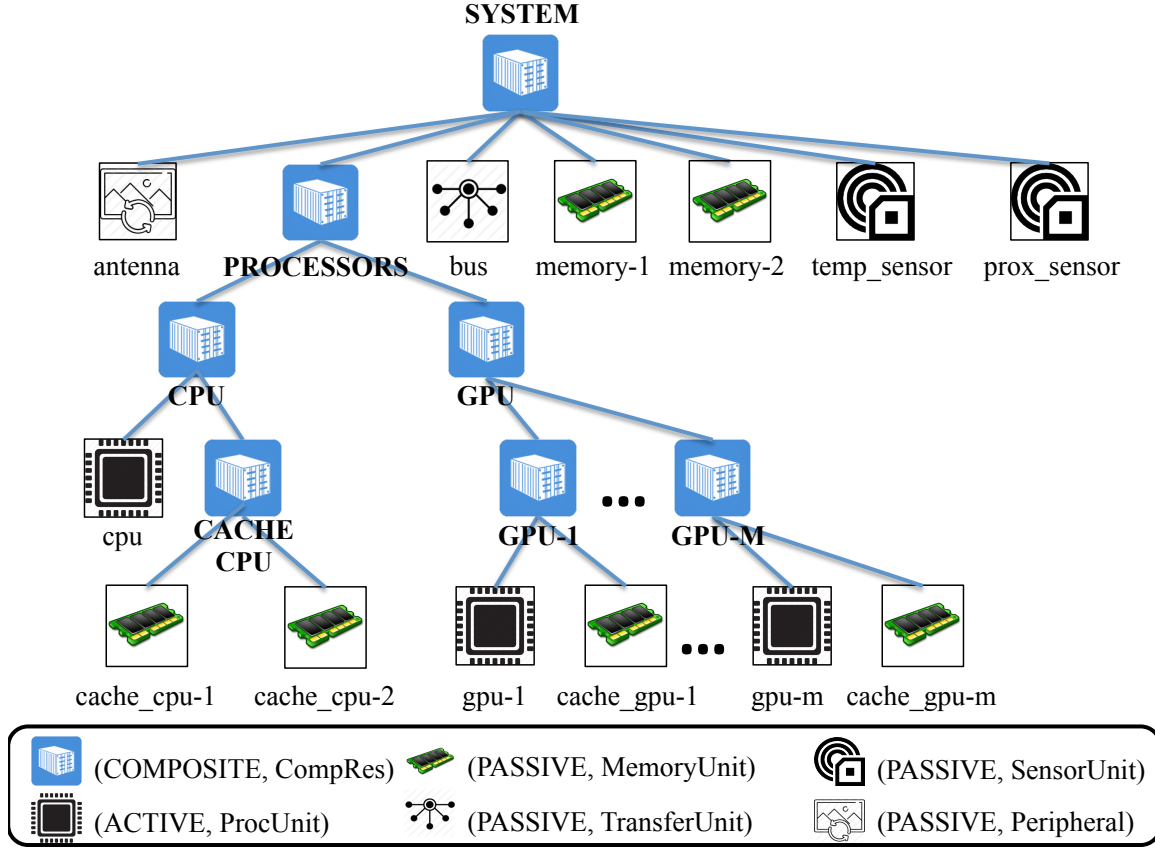 SYSTEM
antenna
PROCESSORS
bus
memory-1
memory-2
temp_sensor
prox_sensor
CPU
GPU
cpu
CACHE
CPU
...
GPU-1
GPU-M
...
cache_cpu-1
cache_cpu-2
gpu-1
cache_gpu-1
gpu-m
cache_gpu-m
(COMPOSITE, CompRes)
(PASSIVE, MemoryUnit)
(PASSIVE, SensorUnit)
(ACTIVE, ProcUnit)
(PASSIVE, TransferUnit)
(PASSIVE, Peripheral)